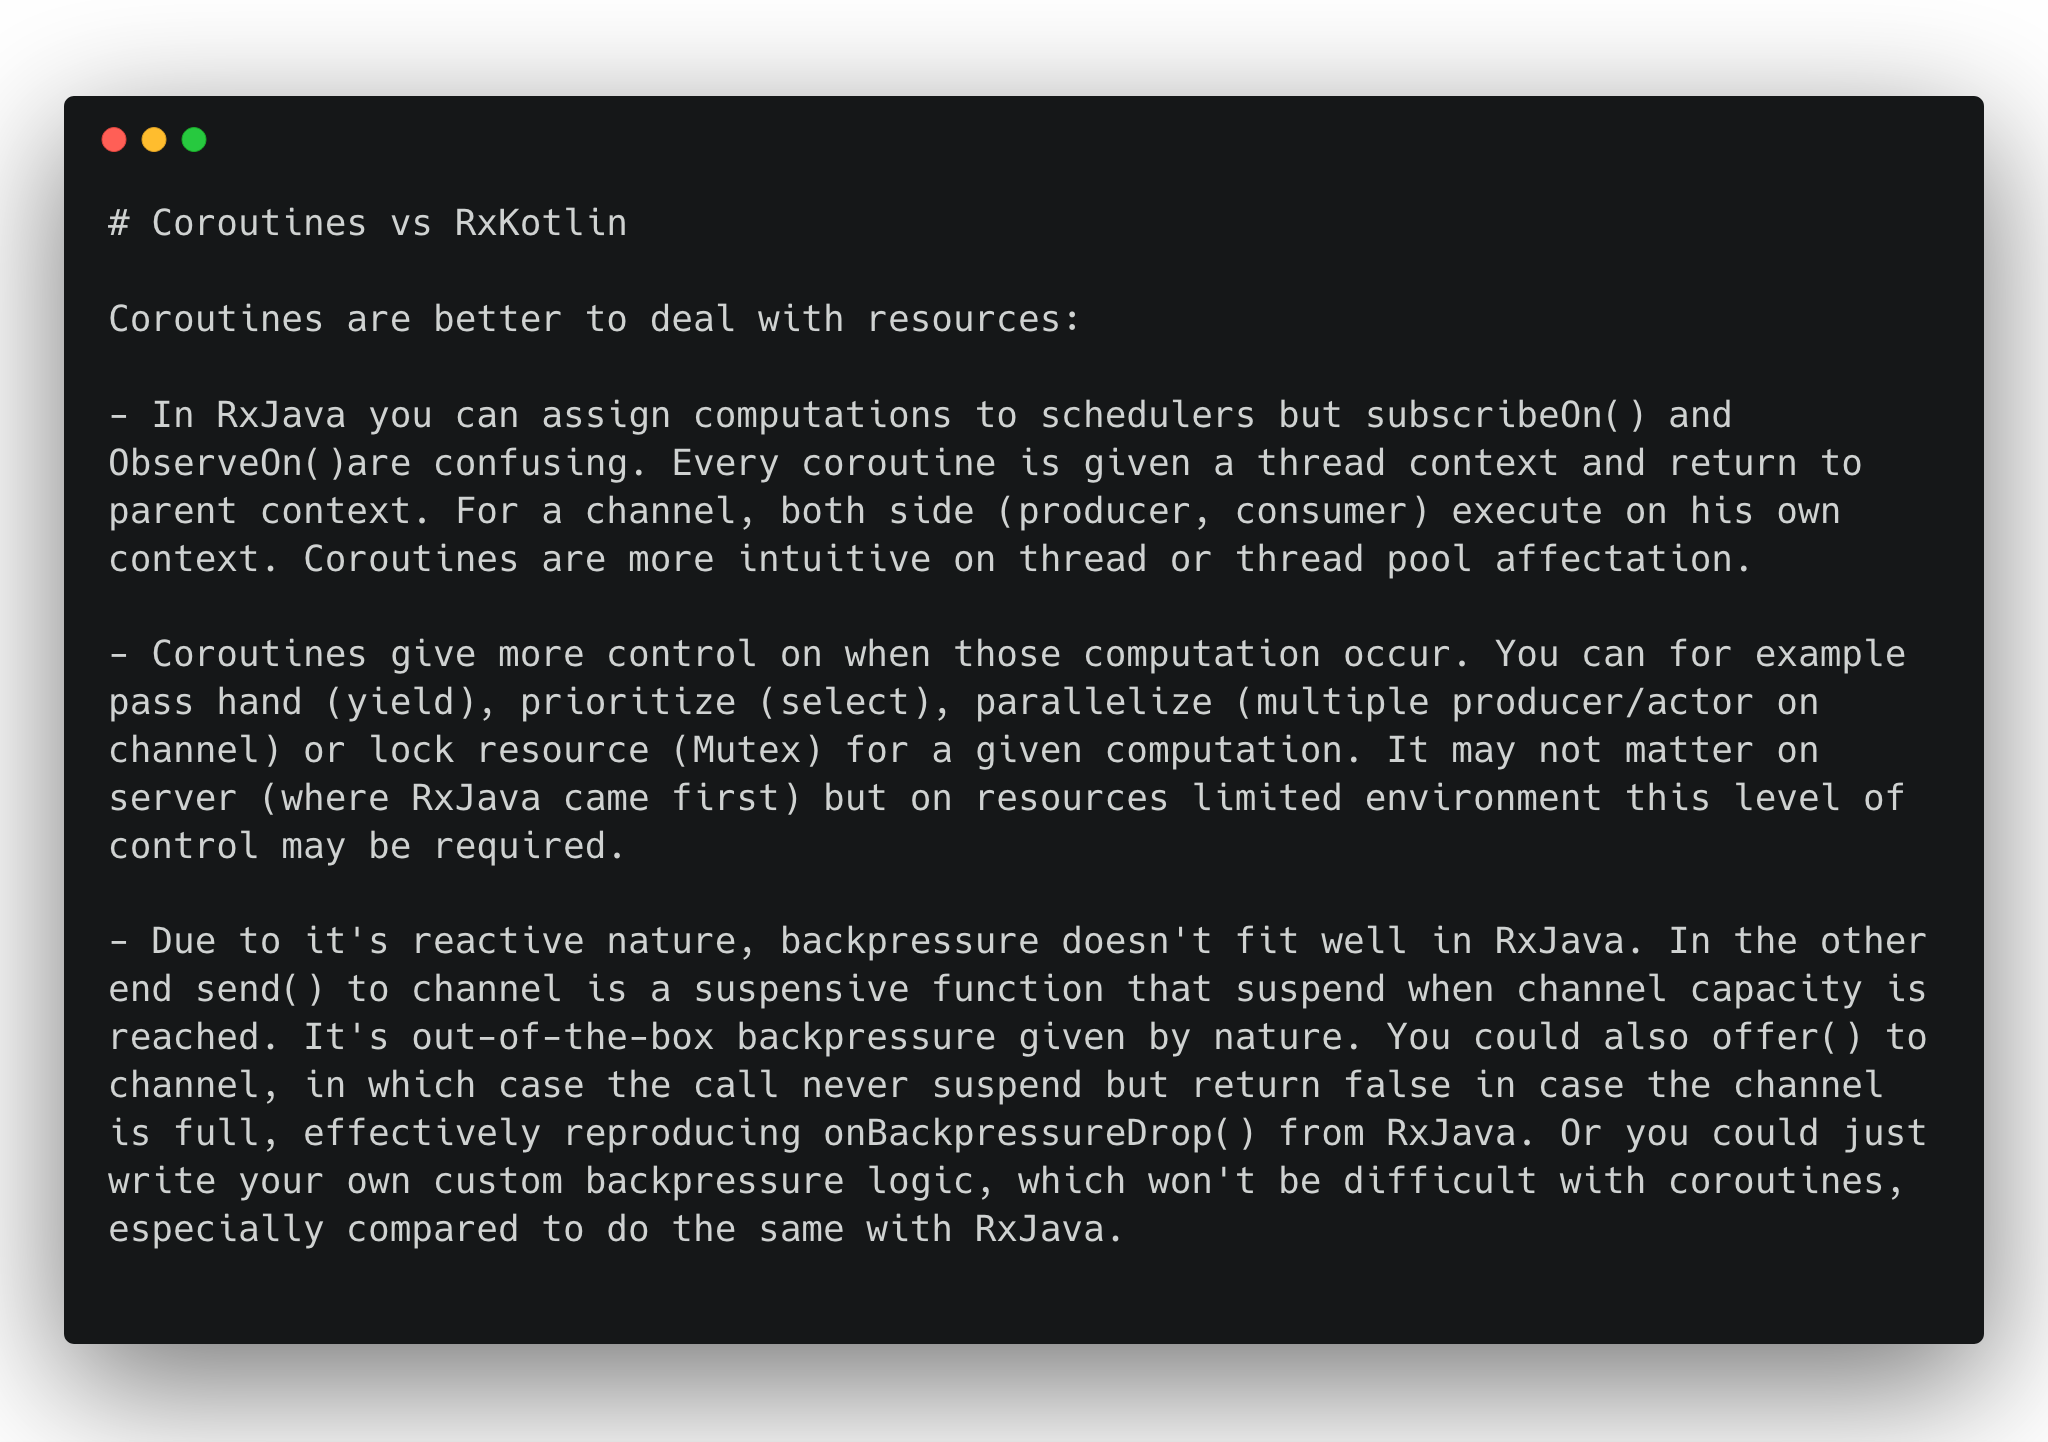 # Coroutines vs RxKotlin
Coroutines are better to deal with resources:
- In RxJava you can assign computations to schedulers but subscribeOn() and
ObserveOn()are confusing. Every coroutine is given a thread context and return to
parent context. For a channel, both side (producer, consumer) execute on his own
context. Coroutines are more intuitive on thread or thread pool affectation.
- Coroutines give more control on when those computation occur. You can for example
pass hand (yield), prioritize (select), parallelize (multiple producer/actor on
channel) or lock resource (Mutex) for a given computation. It may not matter on
server (where RxJava came first) but on resources limited environment this level of
control may be required.
- Due to it's reactive nature, backpressure doesn't fit well in RxJava. In the other
end send() to channel is a suspensive function that suspend when channel capacity is
reached. It's out-of-the-box backpressure given by nature. You could also offer() to
channel, in which case the call never suspend but return false in case the channel
is full, effectively reproducing onBackpressureDrop() from RxJava. Or you could just
write your own custom backpressure logic, which won't be difficult with coroutines,
especially compared to do the same with RxJava.